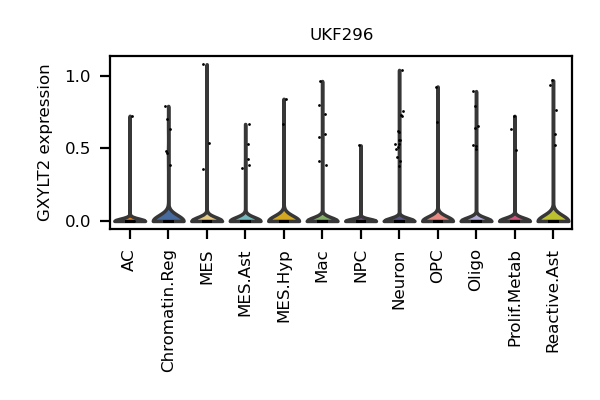 UKF296
GXYLT2 expression
1.0
0.5
0.0
AC
Chromatin.Reg
MES
MES.Ast
MES.Hyp
Mac
NPC
Neuron
OPC
Oligo
Prolif.Metab
Reactive.Ast